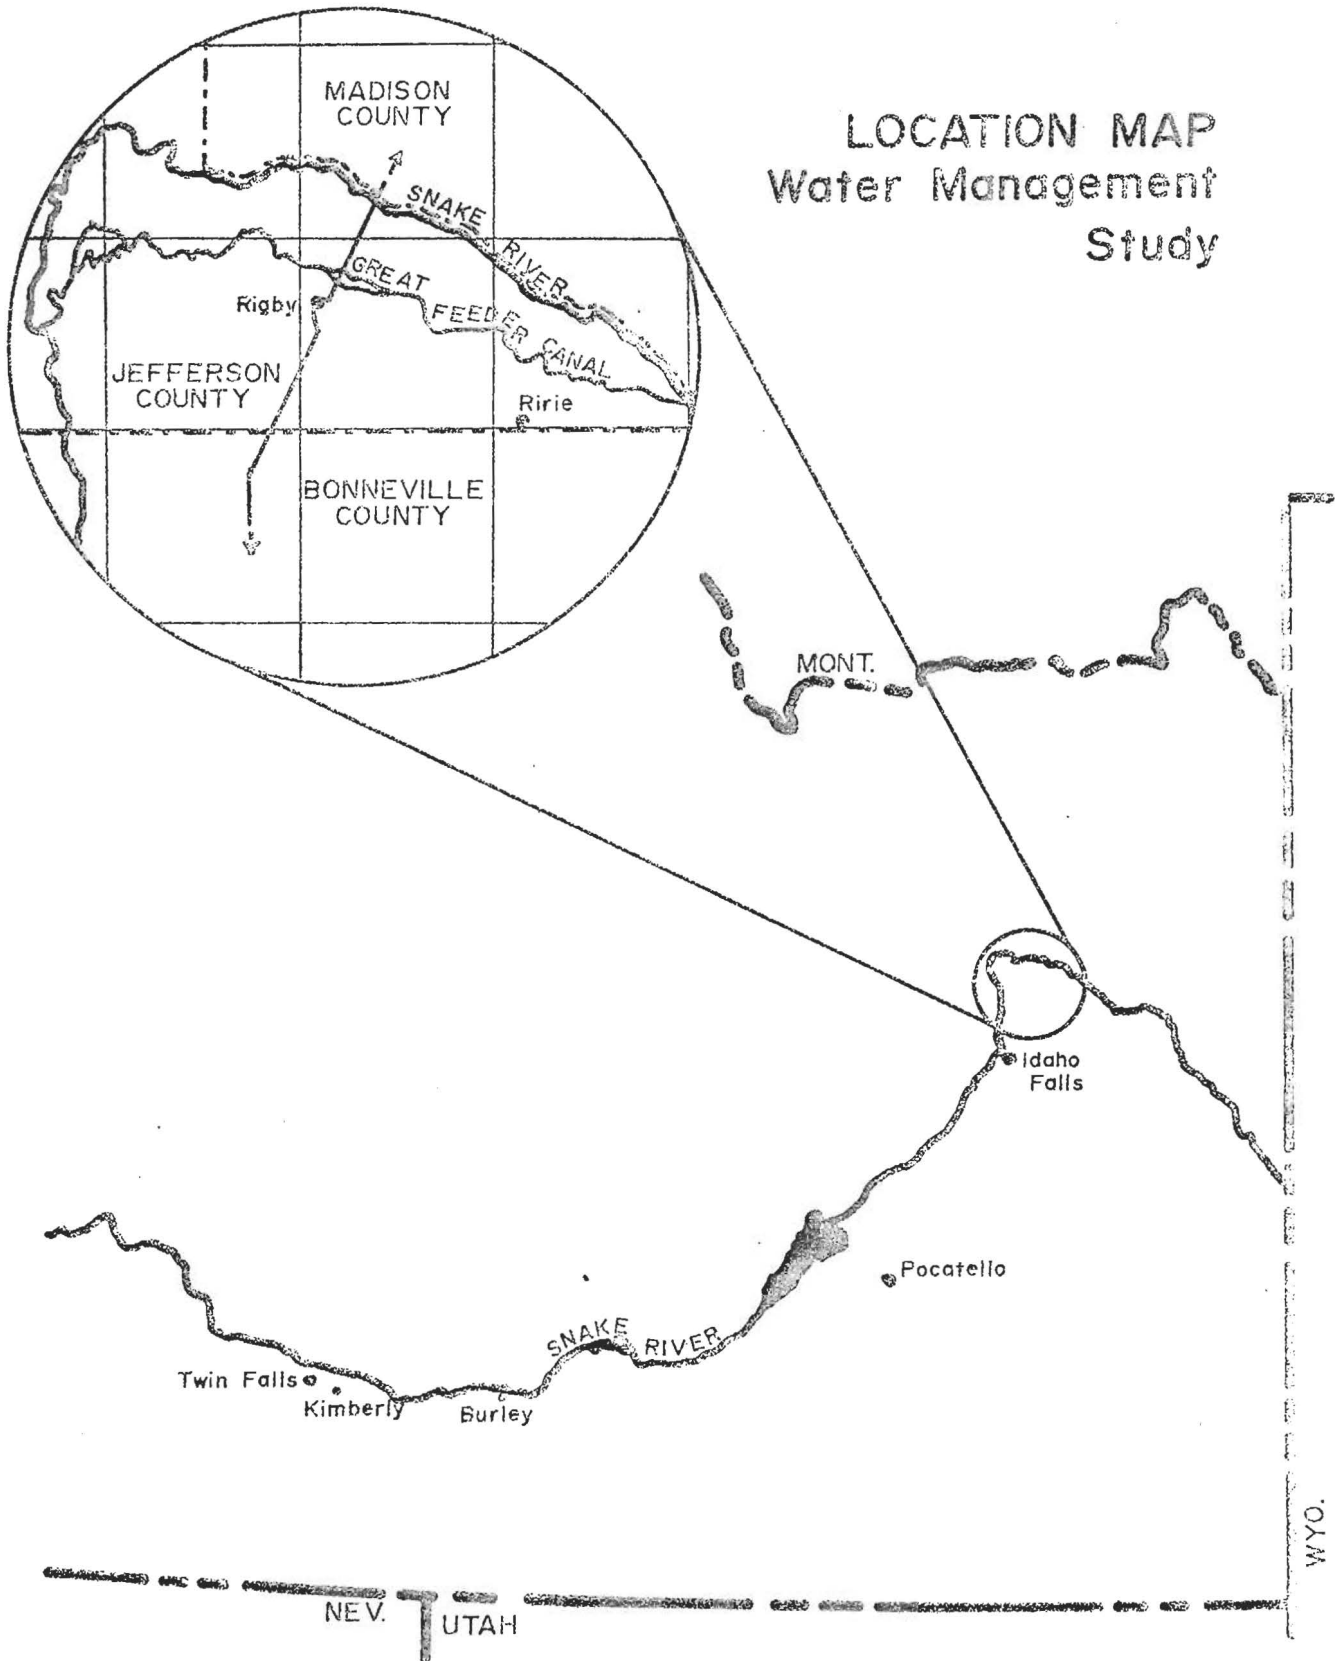 LOCATION MAP
Water Management
Study
MADISON
COUNTY
SNAKE RIVER
GREAT FEEDER CANAL
Rigby
JEFFERSON
COUNTY
Ririe
BONNEVILLE
COUNTY
MONT.
Idaho
Falls
Pocatello
SNAKE RIVER
Twin Falls
Kimberly
Burley
WYO.
NEV.
UTAH